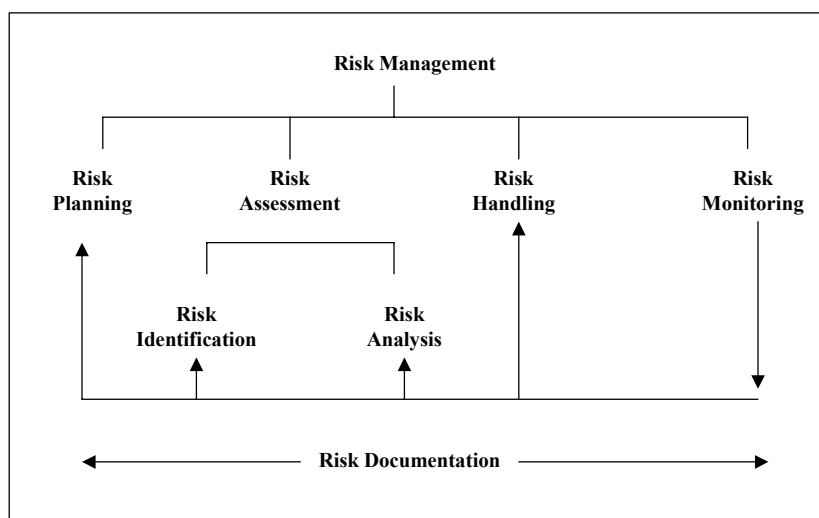 Risk Management
Risk
Planning
Risk
Assessment
Risk
Handling
Risk
Monitoring
Risk
Identification
Risk
Analysis
Risk Documentation